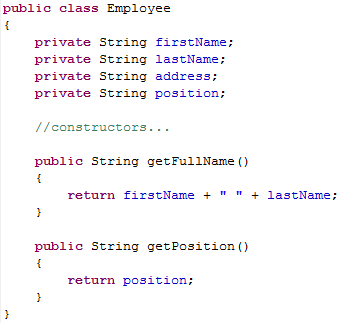 public class Employee
{
    private String firstName;
    private String lastName;
    private String address;
    private String position;

    //constructors...

    public String getFullName()
    {
        return firstName + " " + lastName;
    }

    public String getPosition()
    {
        return position;
    }
}